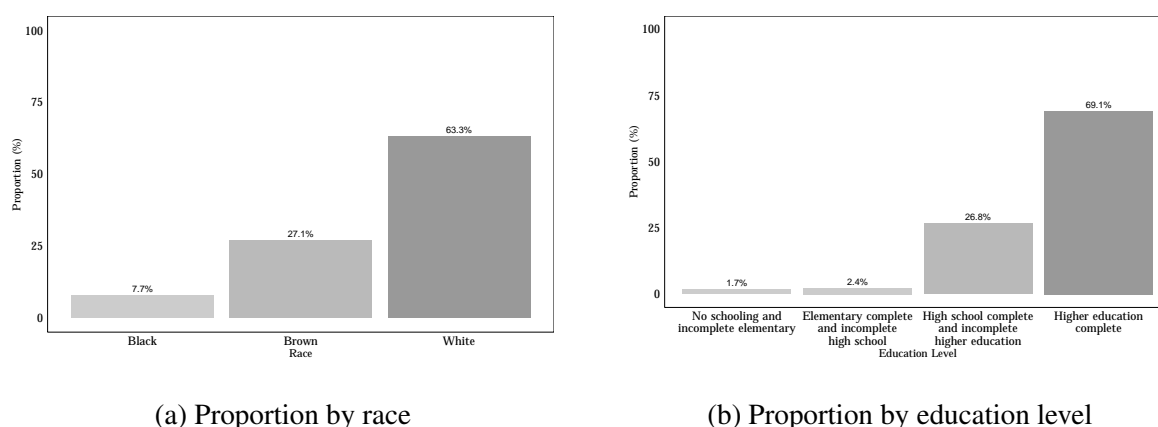 100
75
50
25
0
Proportion (%)
7.7%
27.1%
63.3%
Black
Brown
White
Race
(a) Proportion by race
100
75
50
25
0
Proportion (%)
1.7%
2.4%
26.8%
69.1%
No schooling and
incomplete elementary
Elementary complete
and incomplete
high school
High school complete
and incomplete
higher education
Higher education
complete
Education Level
(b) Proportion by education level